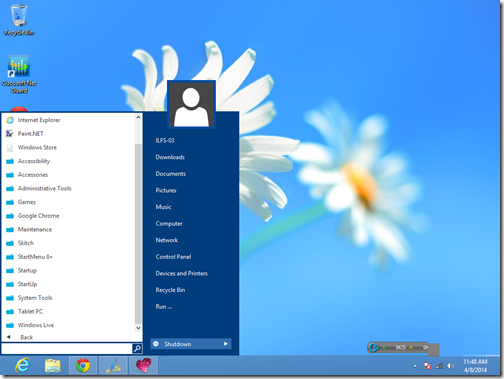 Recycle Bin
Cucusoft Net
Guard
Internet Explorer
Paint.NET
Windows Store
Accessibility
Accessories
Administrative Tools
Games
Google Chrome
Maintenance
Skitch
StartMenu 8+
Startup
StartUp
System Tools
Tablet PC
Windows Live
Back
ILFS-03
Downloads
Documents
Pictures
Music
Computer
Network
Control Panel
Devices and Printers
Recycle Bin
Run ...
Shutdown
11:48 AM
4/8/2014